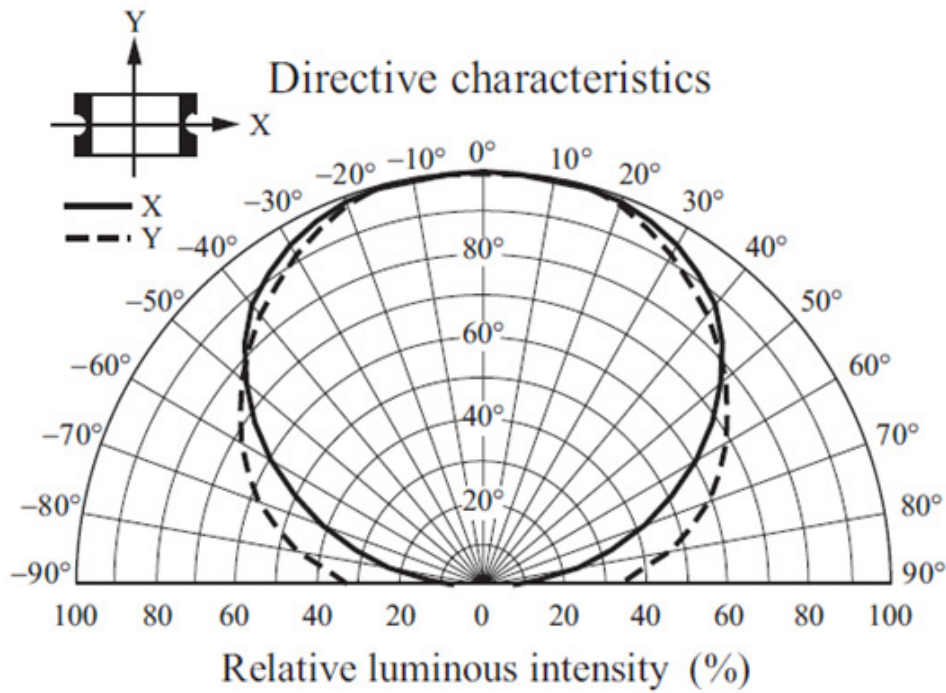 Y
Directive characteristics
X
X
Y
0°
−10° 10°
−20° 20°
−30° 30°
−40° 40°
−50° 50°
−60° 60°
−70° 70°
−80° 80°
−90° 90°
80°
60°
40°
20°
100 80 60 40 20 0 20 40 60 80 100
Relative luminous intensity (%)